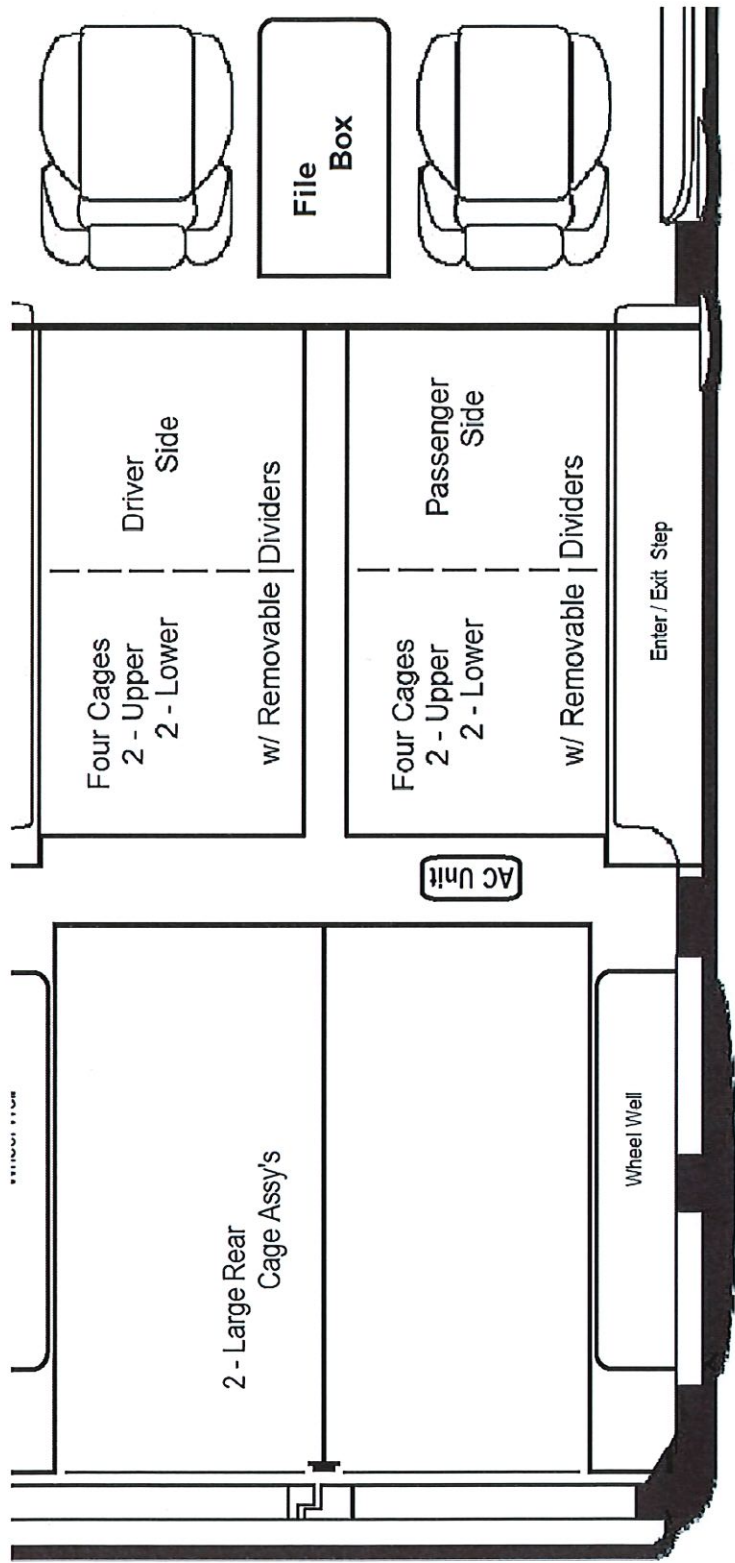 File
Box
Driver
Side
Four Cages
2 - Upper
2 - Lower
w/ Removable | Dividers
Passenger
Side
Four Cages
2 - Upper
2 - Lower
w/ Removable | Dividers
Enter / Exit Step
AC Unit
2 - Large Rear
Cage Assy's
Wheel Well